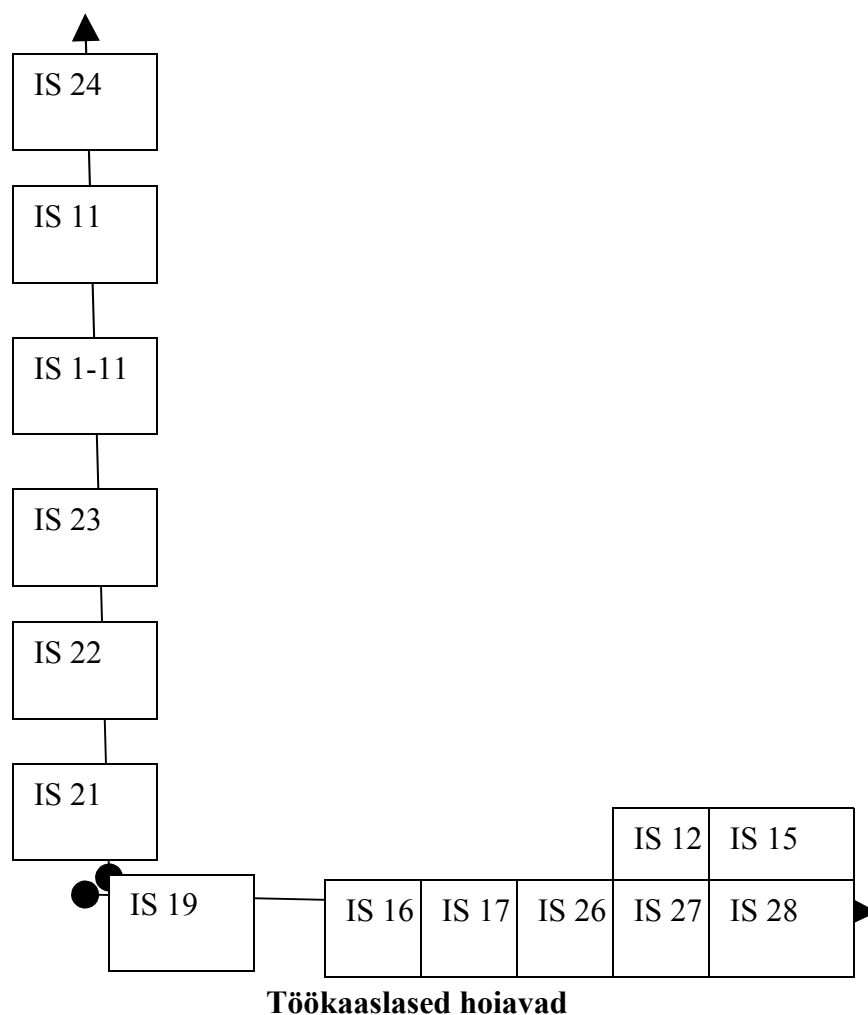 IS 24
IS 11
IS 1-11
IS 23
IS 22
IS 21
IS 12 IS 15
IS 19 IS 16 IS 17 IS 26 IS 27 IS 28
Töökaaslased hoiavad